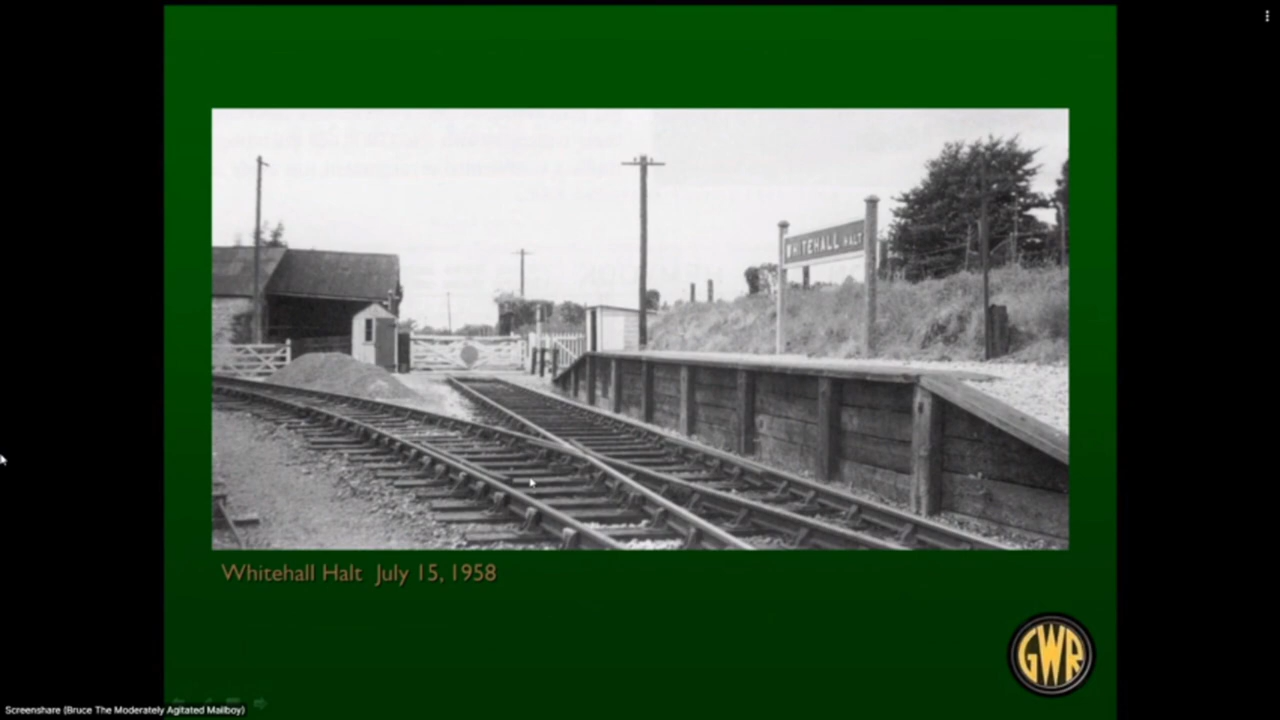 WHITEHALL HALT
Whitehall Halt July 15, 1958
GWR
Screenshare (Bruce The Moderately Agitated Mailboy)